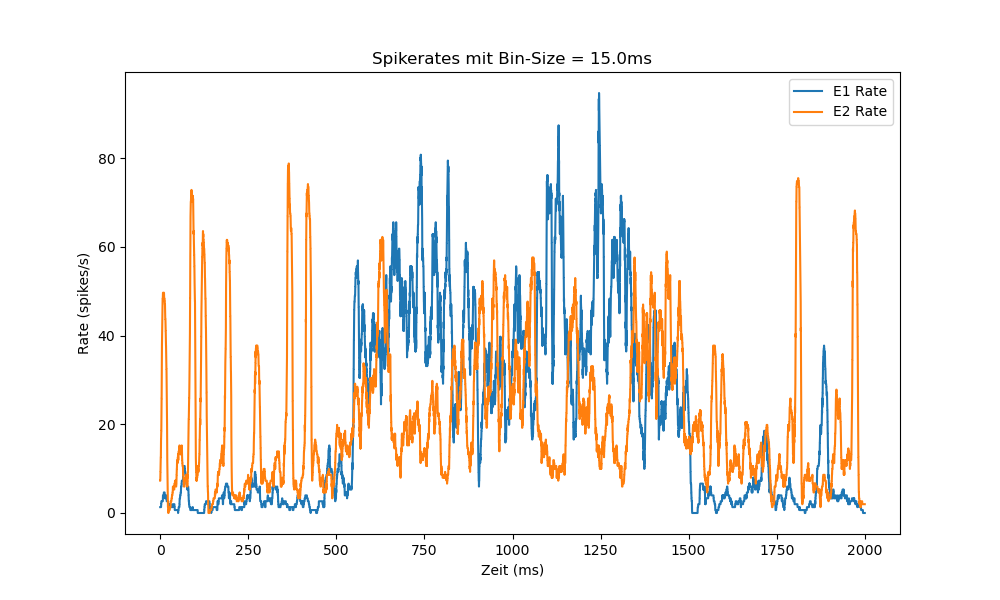 Spikerates mit Bin-Size = 15.0ms
E1 Rate
E2 Rate
Rate (spikes/s)
80
60
40
20
0
0 250 500 750 1000 1250 1500 1750 2000
Zeit (ms)